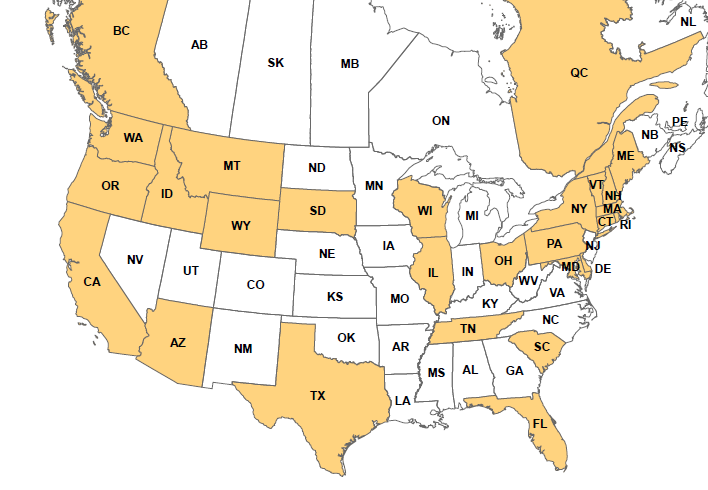 NL
BC
AB
SK
MB
QC
ON
PE
NB
NS
WA
ME
MT
ND
OR
ID
MN
VT
NH
SD
WI
MI
NY
MA
CT
RI
WY
PA
NJ
IA
NE
OH
MD
DE
NV
UT
CO
IL
IN
WV
CA
KS
MO
KY
VA
NC
TN
OK
AZ
NM
AR
SC
MS
AL
GA
TX
LA
FL